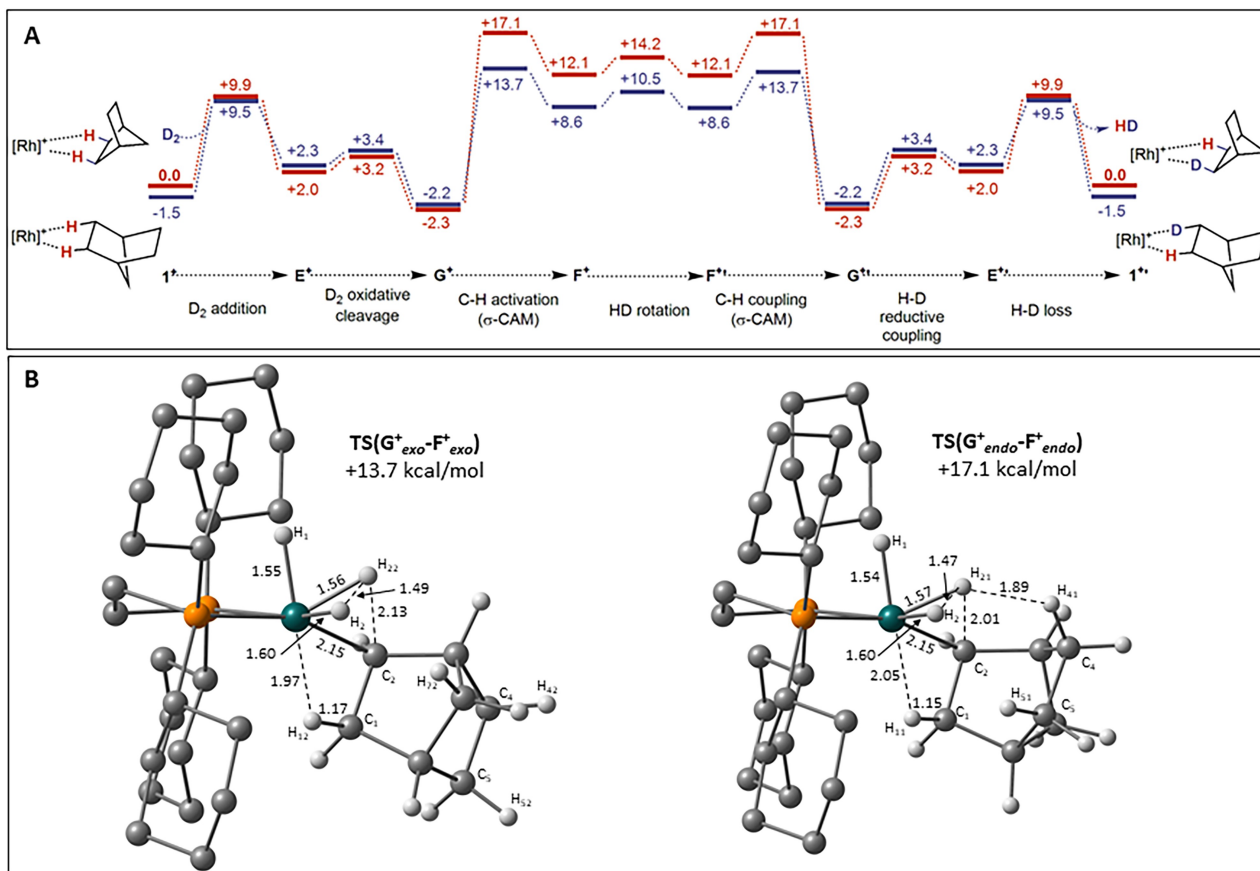 A
+17.1
+17.1
+14.2
+12.1
+12.1
+13.7
+13.7
+10.5
+8.6
+8.6
+9.9
+9.9
+9.5
+9.5
D2
HD
[Rh]+
H
H
[Rh]+
H
D
+3.4
+3.4
+2.3
+2.3
+3.2
+3.2
+2.0
+2.0
0.0
0.0
-1.5
-1.5
-2.2
-2.2
-2.3
-2.3
[Rh]+
H
H
[Rh]+
D
H
1+ E+ G+ F+ F+' G+' E+' 1+'
D2 addition
D2 oxidative
cleavage
C-H activation
(σ-CAM)
HD rotation
C-H coupling
(σ-CAM)
H-D
reductive
coupling
H-D loss
B
TS(G+exo-F+exo)
+13.7 kcal/mol
H1
H22
1.55
1.56
1.49
H2
2.13
1.60
2.15
C2
1.97
H72
C4
H42
1.17
H12
C1
C5
H52
TS(G+endo-F+endo)
+17.1 kcal/mol
H1
1.47
H21
1.54
1.57
1.89
H41
H2
2.01
1.60
2.15
C2
C4
2.05
H51
C5
1.15
H11
C1